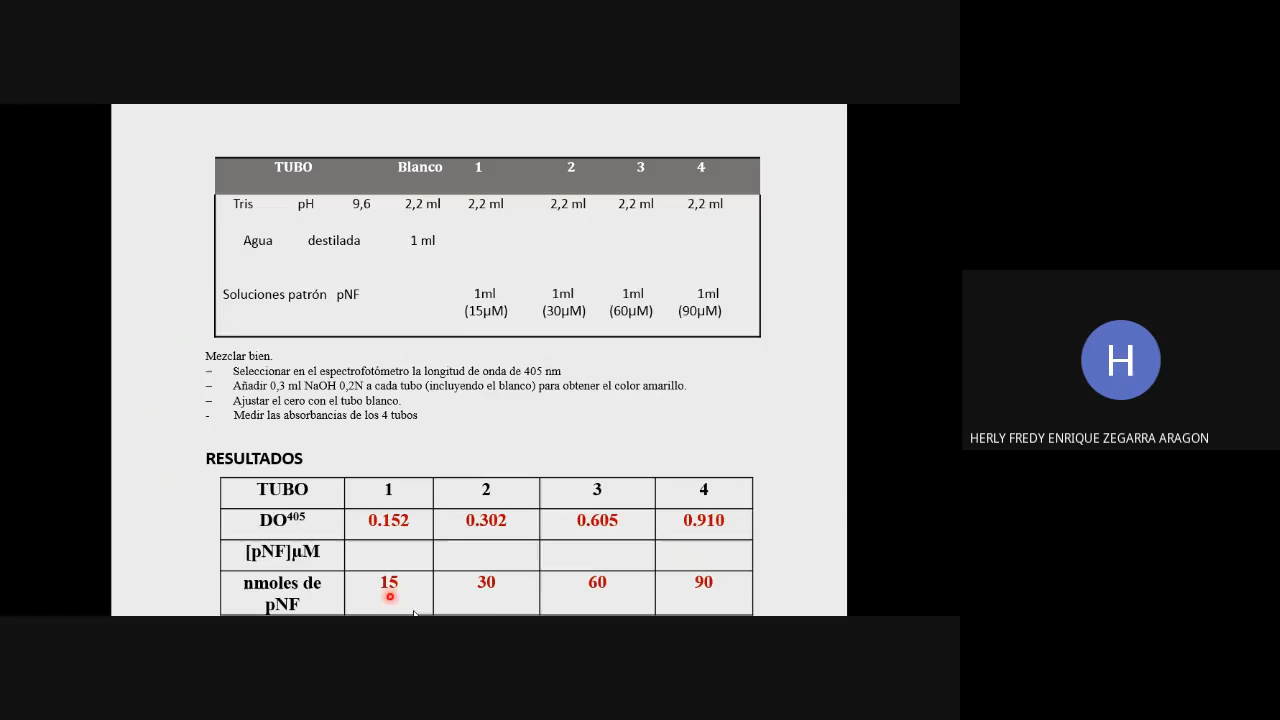 TUBO Blanco 1 2 3 4
Tris pH 9,6 2,2 ml 2,2 ml 2,2 ml 2,2 ml 2,2 ml
Agua destilada 1 ml
Soluciones patrón pNF 1ml 1ml 1ml 1ml
(15µM) (30µM) (60µM) (90µM)
Mezclar bien.
– Seleccionar en el espectrofotómetro la longitud de onda de 405 nm
– Añadir 0,3 ml NaOH 0,2N a cada tubo (incluyendo el blanco) para obtener el color amarillo.
– Ajustar el cero con el tubo blanco.
- Medir las absorbancias de los 4 tubos
RESULTADOS
TUBO 1 2 3 4
DO⁴⁰⁵ 0.152 0.302 0.605 0.910
[pNF]µM
nmoles de 15 30 60 90
pNF
H
HERLY FREDY ENRIQUE ZEGARRA ARAGON